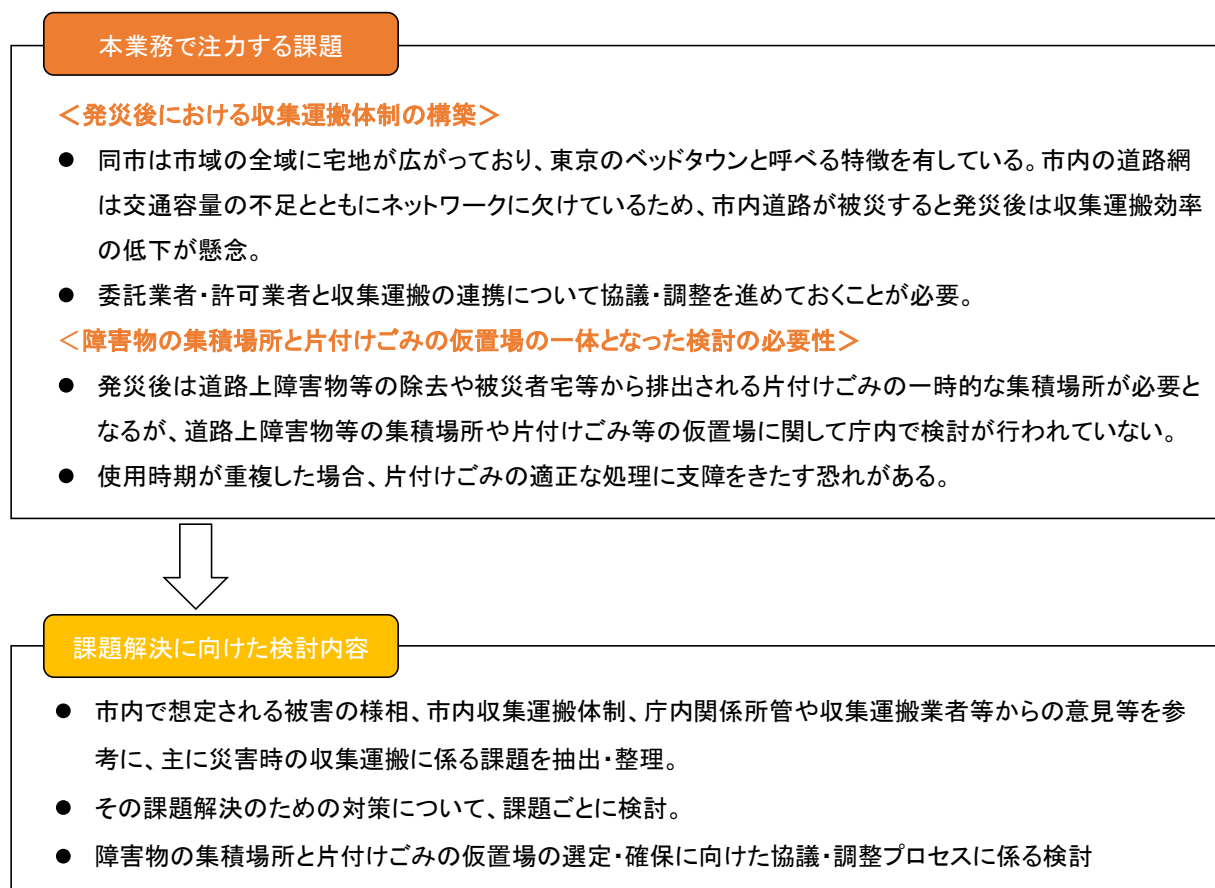 本業務で注力する課題
＜発災後における収集運搬体制の構築＞
● 同市は市域の全域に宅地が広がっており、東京のベッドタウンと呼べる特徴を有している。市内の道路網
は交通容量の不足とともにネットワークに欠けているため、市内道路が被災すると発災後は収集運搬効率
の低下が懸念。
● 委託業者・許可業者と収集運搬の連携について協議・調整を進めておくことが必要。
＜障害物の集積場所と片付けごみの仮置場の一体となった検討の必要性＞
● 発災後は道路上障害物等の除去や被災者宅等から排出される片付けごみの一時的な集積場所が必要と
なるが、道路上障害物等の集積場所や片付けごみ等の仮置場に関して庁内で検討が行われていない。
● 使用時期が重複した場合、片付けごみの適正な処理に支障をきたす恐れがある。
課題解決に向けた検討内容
● 市内で想定される被害の様相、市内収集運搬体制、庁内関係所管や収集運搬業者等からの意見等を参
考に、主に災害時の収集運搬に係る課題を抽出・整理。
● その課題解決のための対策について、課題ごとに検討。
● 障害物の集積場所と片付けごみの仮置場の選定・確保に向けた協議・調整プロセスに係る検討